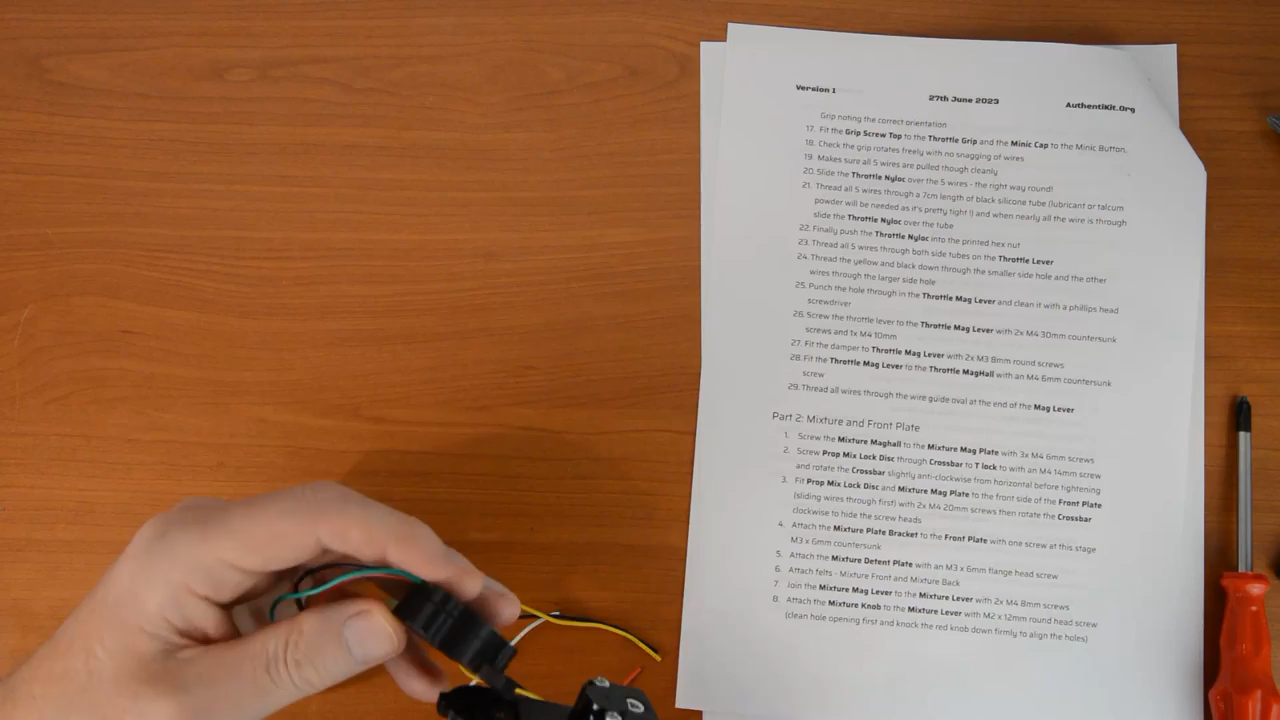 Version 1
27th June 2023
AuthentiKit.Org
Grip noting the correct orientation
17. Fit the Grip Screw Top to the Throttle Grip and the Minic Cap to the Minic Button,
18. Check the grip rotates freely with no snagging of wires
19. Makes sure all 5 wires are pulled though cleanly
20. Slide the Throttle Nyloc over the 5 wires - the right way round!
21. Thread all 5 wires through a 7cm length of black silicone tube (lubricant or talcum
powder will be needed as it's pretty tight !) and when nearly all the wire is through
slide the Throttle Nyloc over the tube
22. Finally push the Throttle Nyloc into the printed hex nut
23. Thread all 5 wires through both side tubes on the Throttle Lever
24. Thread the yellow and black down through the smaller side hole and the other
wires through the larger side hole
25. Punch the hole through in the Throttle Mag Lever and clean it with a phillips head
screwdriver
26. Screw the throttle lever to the Throttle Mag Lever with 2x M4 30mm countersunk
screws and 1x M4 10mm
27. Fit the damper to Throttle Mag Lever with 2x M3 8mm round screws
28. Fit the Throttle Mag Lever to the Throttle MagHall with an M4 6mm countersunk
screw
29. Thread all wires through the wire guide oval at the end of the Mag Lever
Part 2: Mixture and Front Plate
1. Screw the Mixture Maghall to the Mixture Mag Plate with 3x M4 6mm screws
2. Screw Prop Mix Lock Disc through Crossbar to T lock to with an M4 14mm screw
and rotate the Crossbar slightly anti-clockwise from horizontal before tightening
3. Fit Prop Mix Lock Disc and Mixture Mag Plate to the front side of the Front Plate
(sliding wires through first) with 2x M4 20mm screws then rotate the Crossbar
clockwise to hide the screw heads
4. Attach the Mixture Plate Bracket to the Front Plate with one screw at this stage
M3 x 6mm countersunk
5. Attach the Mixture Detent Plate with an M3 x 6mm flange head screw
6. Attach felts - Mixture Front and Mixture Back
7. Join the Mixture Mag Lever to the Mixture Lever with 2x M4 8mm screws
8. Attach the Mixture Knob to the Mixture Lever with M2 x 12mm round head screw
(clean hole opening first and knock the red knob down firmly to align the holes)